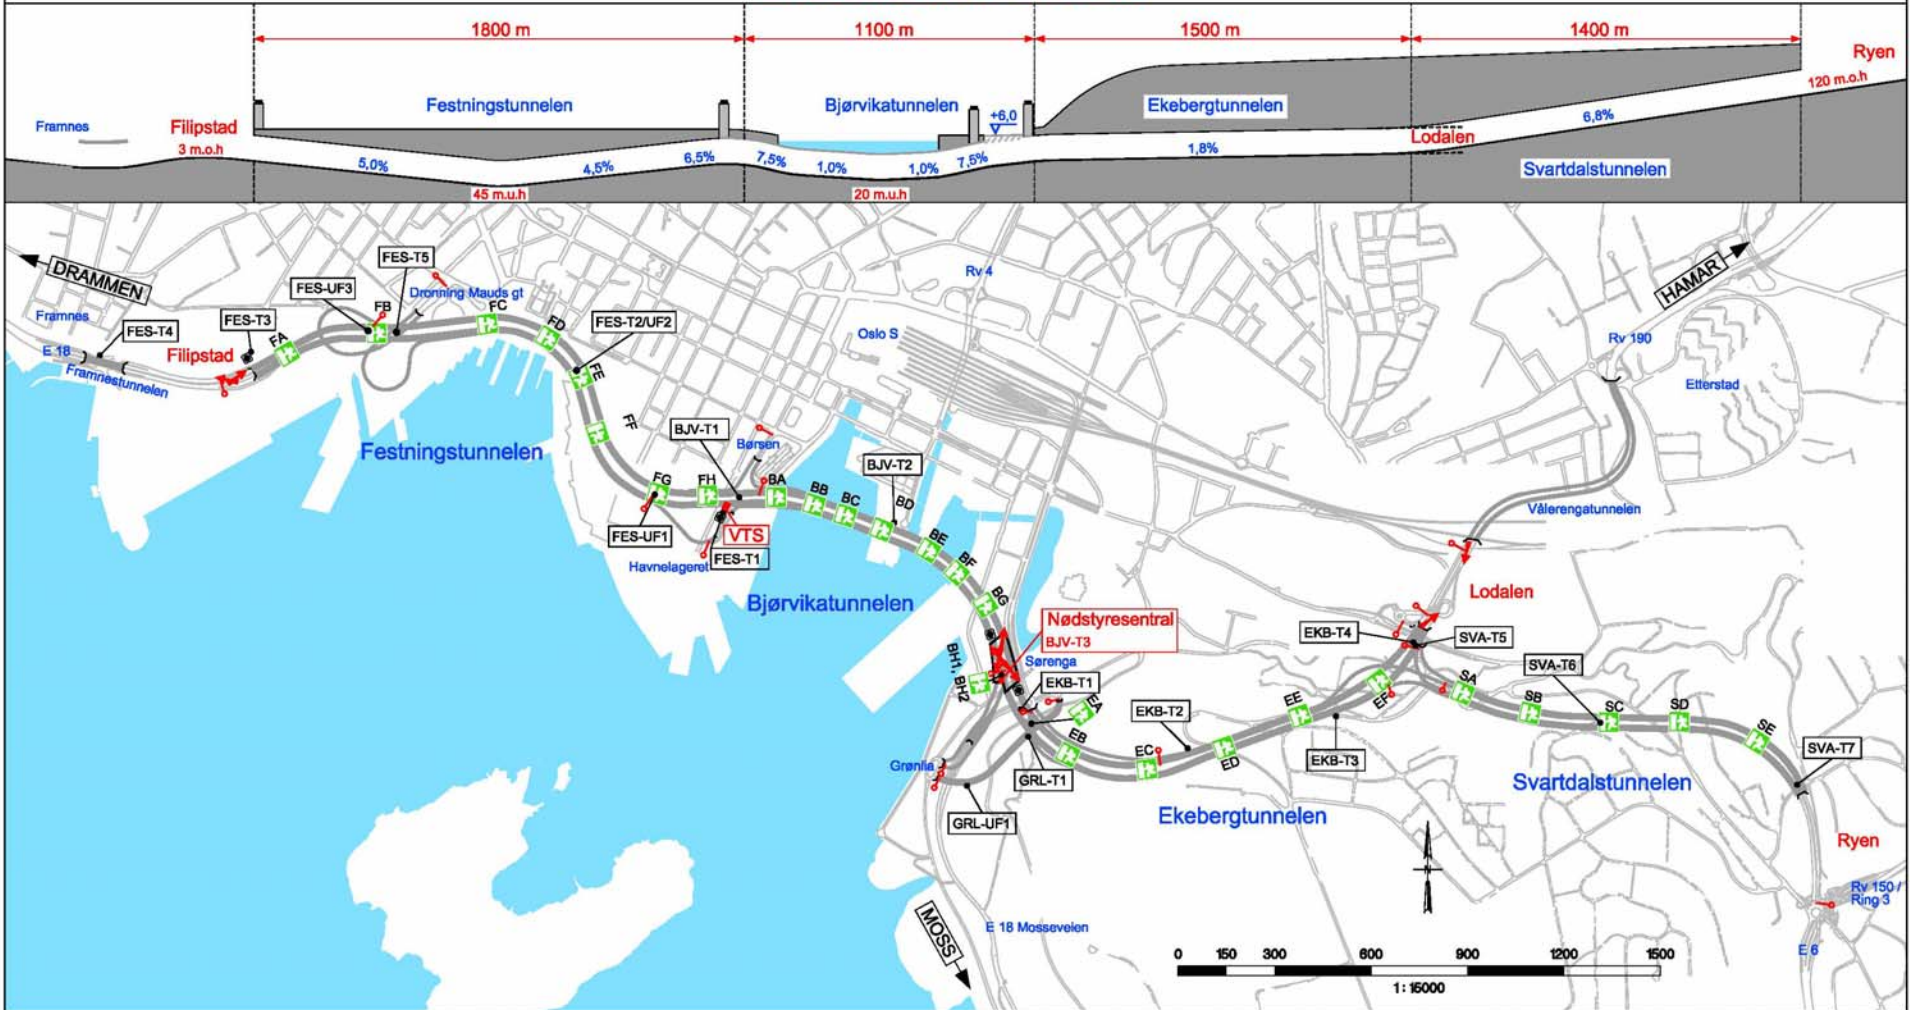 1800 m
1100 m
1500 m
1400 m
Ryen
120 m.o.h
Festningstunnelen
Bjørvikatunnelen
+6,0
Ekebergtunnelen
Framnes
Filipstad
3 m.o.h
6,8%
Lodalen
5,0%
4,5%
6,5%
7,5%
1,0%
1,0%
7,5%
1,8%
Svartdalstunnelen
45 m.u.h
20 m.u.h
DRAMMEN
FES-T5
FES-UF3
FB
Dronning Mauds gt
FC
Rv 4
HAMAR
Framnes
FES-T4
FES-T3
FA
FD
FES-T2/UF2
Oslo S
Rv 190
E 18
Filipstad
Framnestunnelen
FE
Etterstad
FF
BJV-T1
Børsen
Festningstunnelen
BJV-T2
FG
FH
BA
BB
BC
BD
Vålerengatunnelen
FES-UF1
VTS
FES-T1
BE
BF
Havnelageret
BG
Bjørvikatunnelen
Lodalen
Nødstyresentral
BJV-T3
EKB-T4
SVA-T5
BH1, BH2
Sørenga
SVA-T6
EKB-T1
EA
EKB-T2
EE
EF
SA
SB
SC
SD
SE
EB
EC
ED
EKB-T3
SVA-T7
Grønlia
GRL-T1
Svartdalstunnelen
GRL-UF1
Ekebergtunnelen
Ryen
N
Rv 150 /
Ring 3
MOSS
E 18 Mosseveien
E 6
0 150 300 600 900 1200 1500
1: 15000